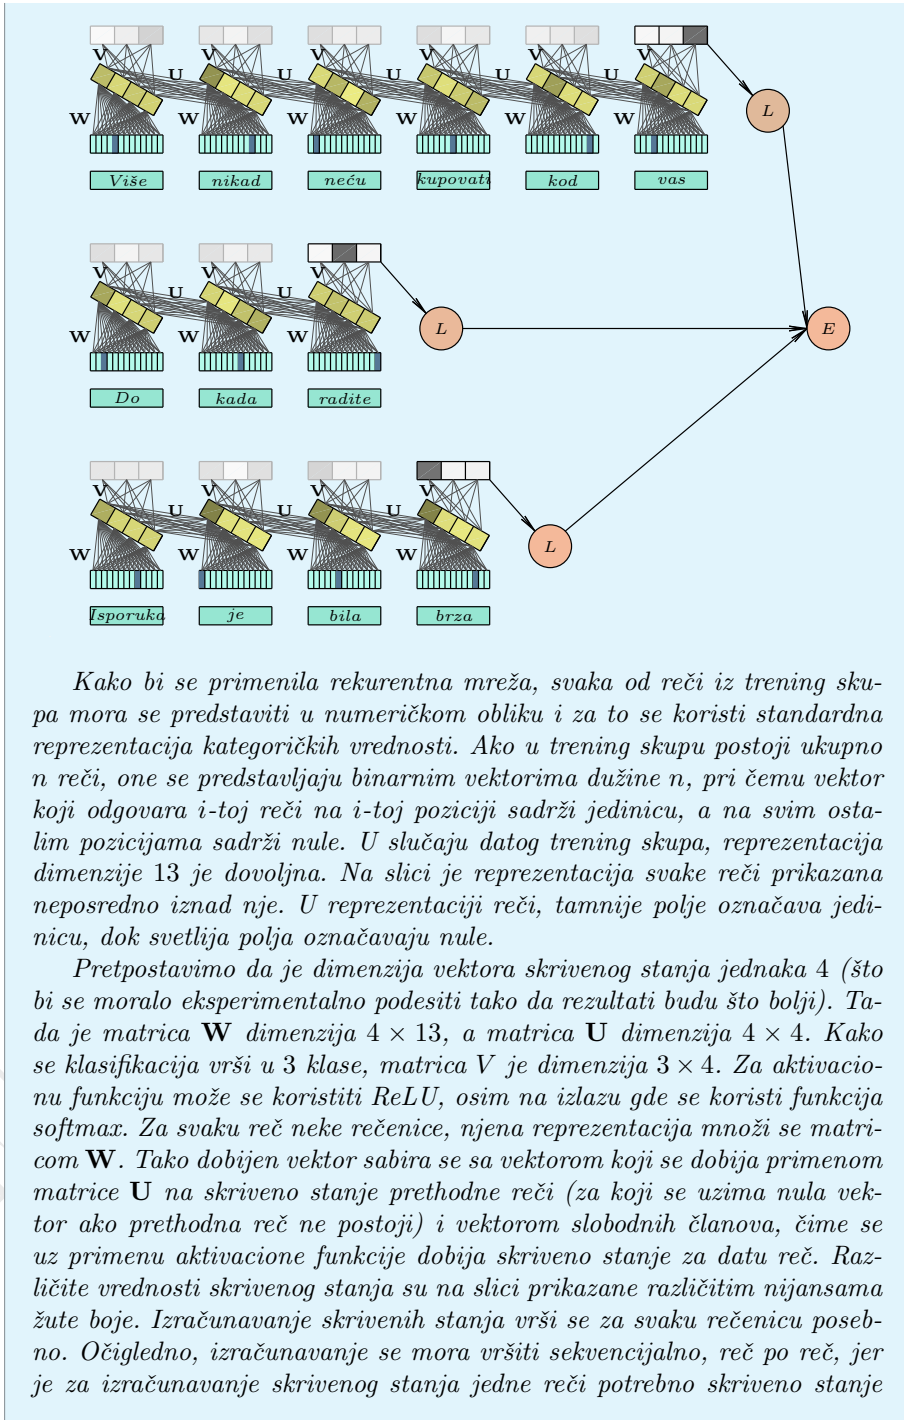 V V
U U U U U
W W W W W W
L
Više nikad neću kupovati kod vas
V V
U U
W W W
L E
Do kada radite
V V
U U U
W W W W
L
Isporuka je bila brza
Kako bi se primenila rekurentna mreža, svaka od reči iz trening sku-
pa mora se predstaviti u numeričkom obliku i za to se koristi standardna
reprezentacija kategoričkih vrednosti. Ako u trening skupu postoji ukupno
n reči, one se predstavljaju binarnim vektorima dužine n, pri čemu vektor
koji odgovara i-toj reči na i-toj poziciji sadrži jedinicu, a na svim osta-
lim pozicijama sadrži nule. U slučaju datog trening skupa, reprezentacija
dimenzije 13 je dovoljna. Na slici je reprezentacija svake reči prikazana
neposredno iznad nje. U reprezentaciji reči, tamnije polje označava jedi-
nicu, dok svetlija polja označavaju nule.
Pretpostavimo da je dimenzija vektora skrivenog stanja jednaka 4 (što
bi se moralo eksperimentalno podesiti tako da rezultati budu što bolji). Ta-
da je matrica W dimenzija 4 × 13, a matrica U dimenzija 4 × 4. Kako
se klasifikacija vrši u 3 klase, matrica V je dimenzija 3 × 4. Za aktivacio-
nu funkciju može se koristiti ReLU, osim na izlazu gde se koristi funkcija
softmax. Za svaku reč neke rečenice, njena reprezentacija množi se matri-
com W. Tako dobijen vektor sabira se sa vektorom koji se dobija primenom
matrice U na skriveno stanje prethodne reči (za koji se uzima nula vek-
tor ako prethodna reč ne postoji) i vektorom slobodnih članova, čime se
uz primenu aktivacione funkcije dobija skriveno stanje za datu reč. Raz-
ličite vrednosti skrivenog stanja su na slici prikazane različitim nijansama
žute boje. Izračunavanje skrivenih stanja vrši se za svaku rečenicu poseb-
no. Očigledno, izračunavanje se mora vršiti sekvencijalno, reč po reč, jer
je za izračunavanje skrivenog stanja jedne reči potrebno skriveno stanje